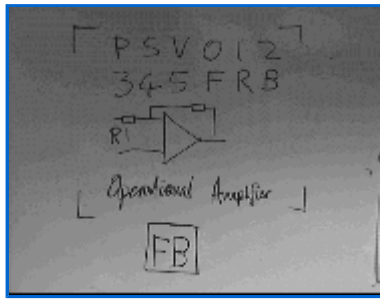 PSV012
345FRB
R1
Operational Amplifier
FB